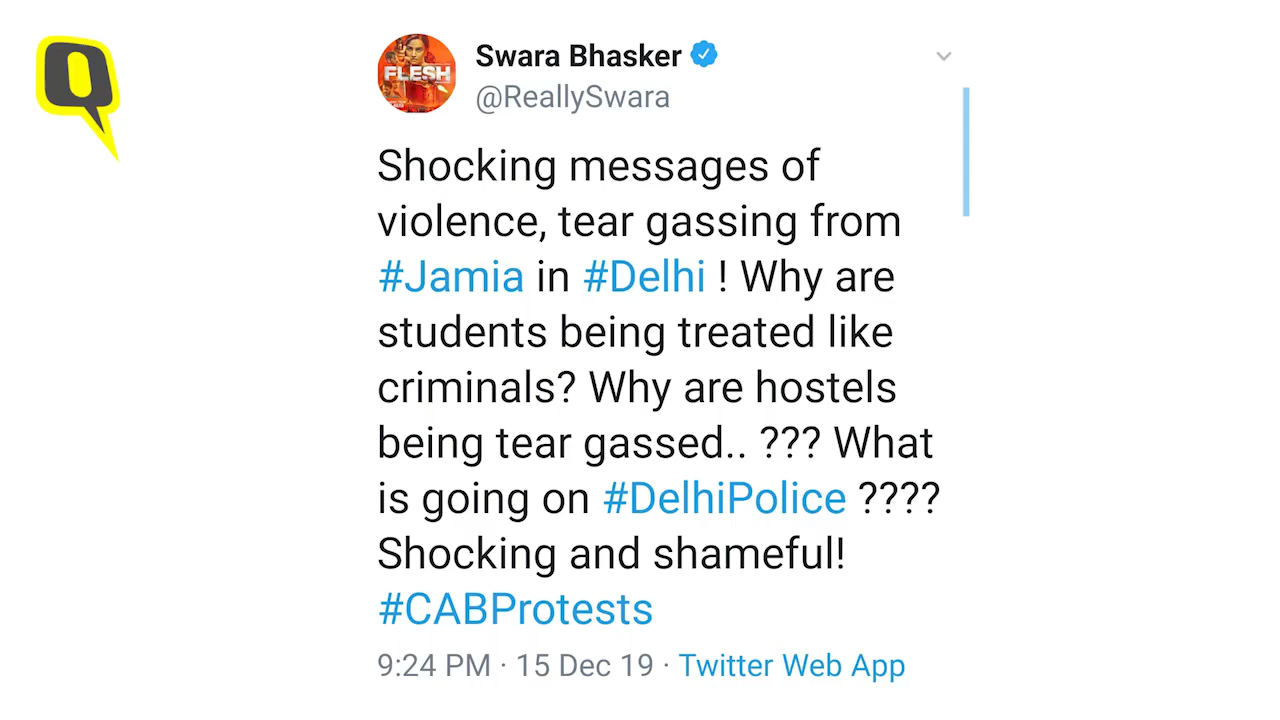 Q
FLESH
Swara Bhasker
@ReallySwara
Shocking messages of
violence, tear gassing from
#Jamia in #Delhi ! Why are
students being treated like
criminals? Why are hostels
being tear gassed.. ??? What
is going on #DelhiPolice ????
Shocking and shameful!
#CABProtests
9:24 PM · 15 Dec 19 · Twitter Web App